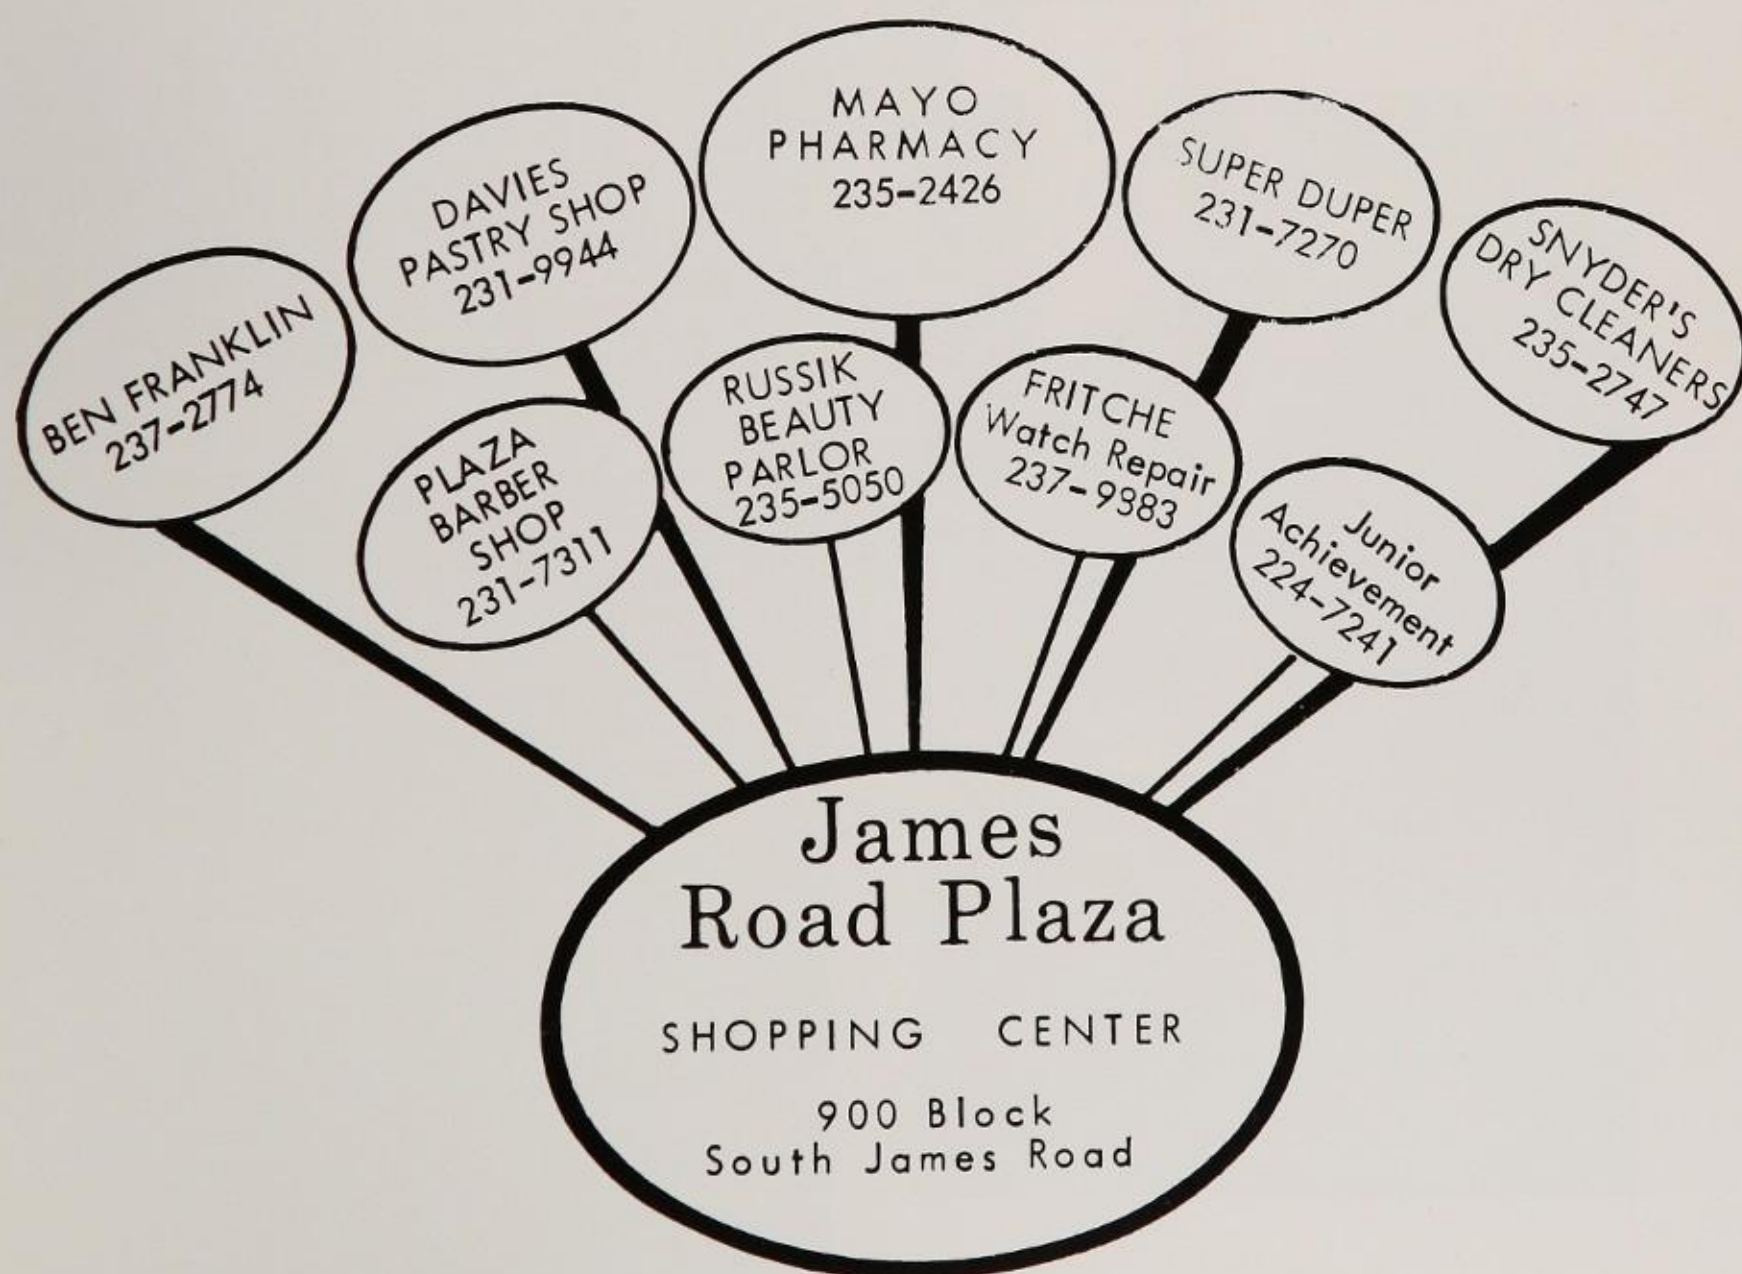 MAYO
PHARMACY
235-2426
DAVIES
PASTRY SHOP
231-9944
SUPER DUPER
231-7270
BEN FRANKLIN
237-2774
SNYDER'S
DRY CLEANERS
235-2747
PLAZA
BARBER
SHOP
231-7311
RUSSIK
BEAUTY
PARLOR
235-5050
FRITCHE
Watch Repair
237-9383
Junior
Achievement
224-7241
James
Road Plaza
SHOPPING CENTER
900 Block
South James Road